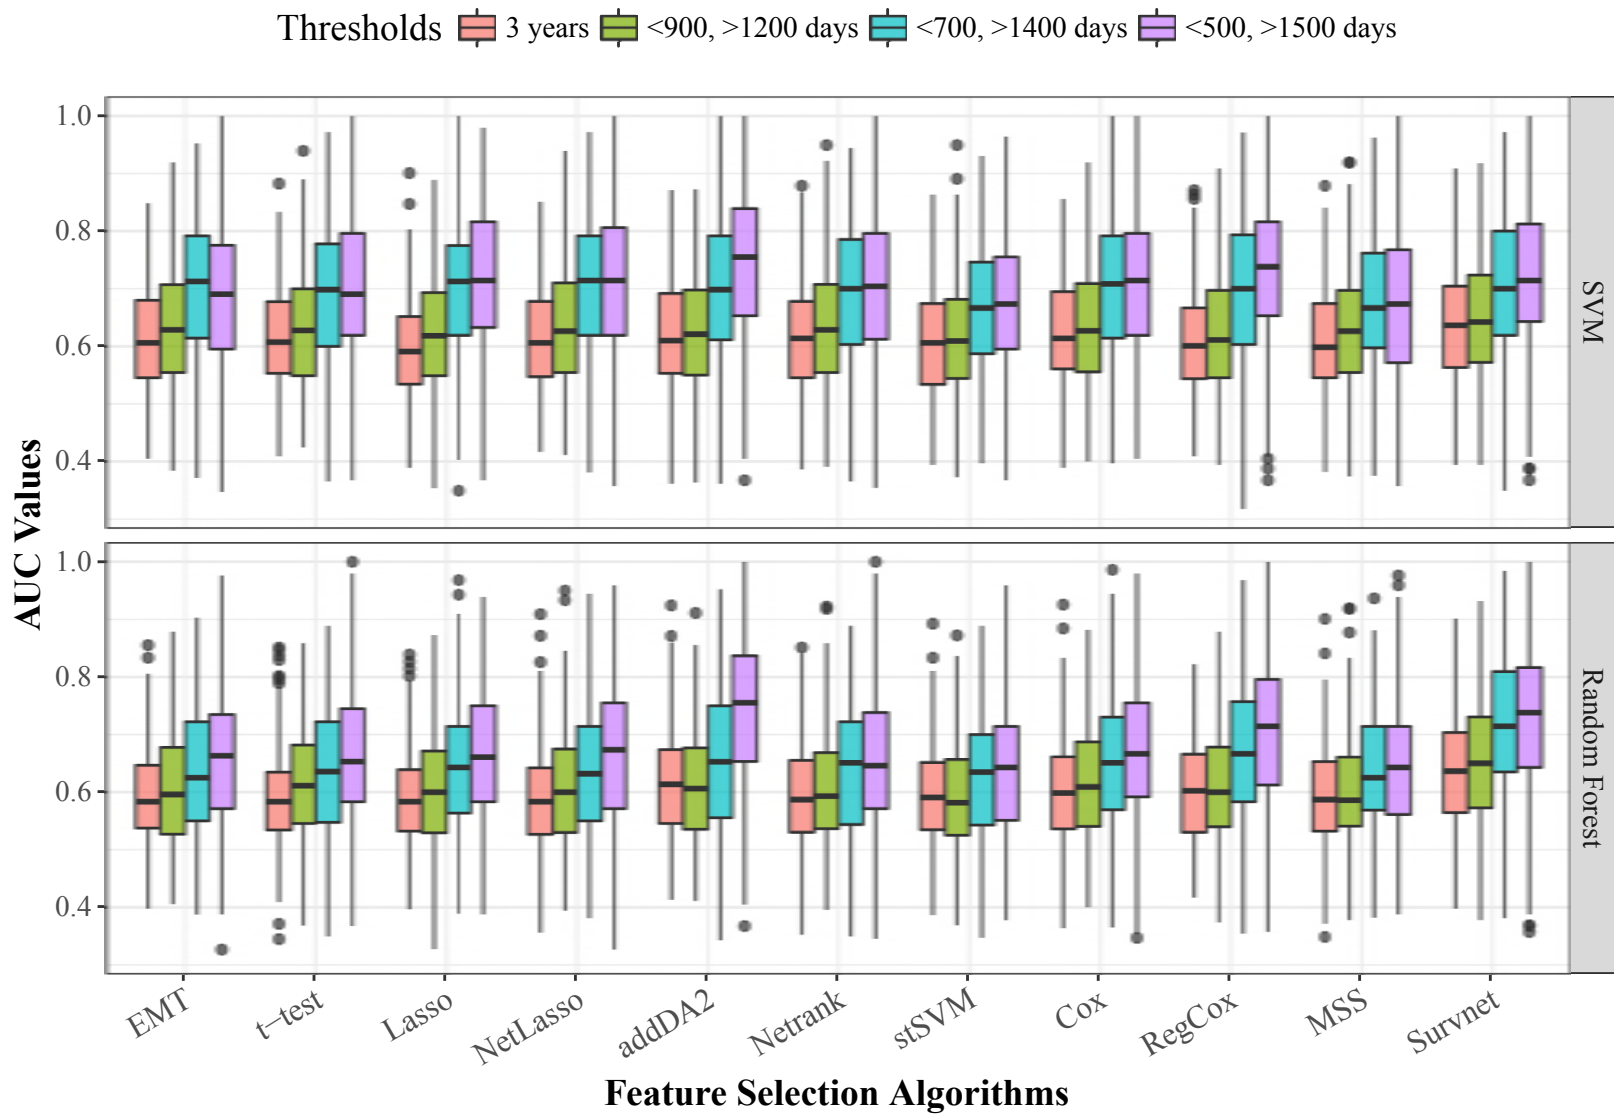 Thresholds 3 years <900, >1200 days <700, >1400 days <500, >1500 days
AUC Values
1.0
0.8
0.6
0.4
SVM
1.0
0.8
0.6
0.4
Random Forest
EMT t−test Lasso NetLasso addDA2 Netrank stSVM Cox RegCox MSS Survnet
Feature Selection Algorithms